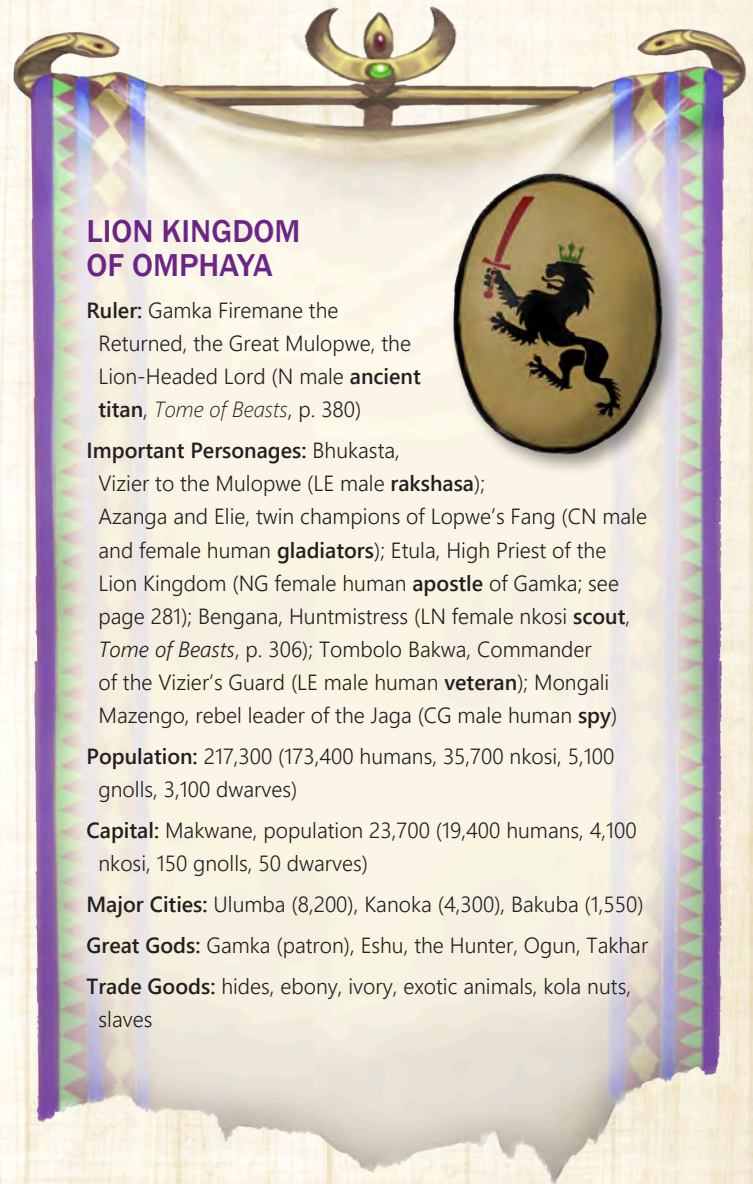 LION KINGDOM
OF OMPHAYA
Ruler: Gamka Firemane the
Returned, the Great Mulopwe, the
Lion-Headed Lord (N male ancient
titan, Tome of Beasts, p. 380)
Important Personages: Bhukasta,
Vizier to the Mulopwe (LE male rakshasa);
Azanga and Elie, twin champions of Lopwe’s Fang (CN male
and female human gladiators); Etula, High Priest of the
Lion Kingdom (NG female human apostle of Gamka; see
page 281); Bengana, Huntmistress (LN female nkosi scout,
Tome of Beasts, p. 306); Tombolo Bakwa, Commander
of the Vizier’s Guard (LE male human veteran); Mongali
Mazengo, rebel leader of the Jaga (CG male human spy)
Population: 217,300 (173,400 humans, 35,700 nkosi, 5,100
gnolls, 3,100 dwarves)
Capital: Makwane, population 23,700 (19,400 humans, 4,100
nkosi, 150 gnolls, 50 dwarves)
Major Cities: Ulumba (8,200), Kanoka (4,300), Bakuba (1,550)
Great Gods: Gamka (patron), Eshu, the Hunter, Ogun, Takhar
Trade Goods: hides, ebony, ivory, exotic animals, kola nuts,
slaves